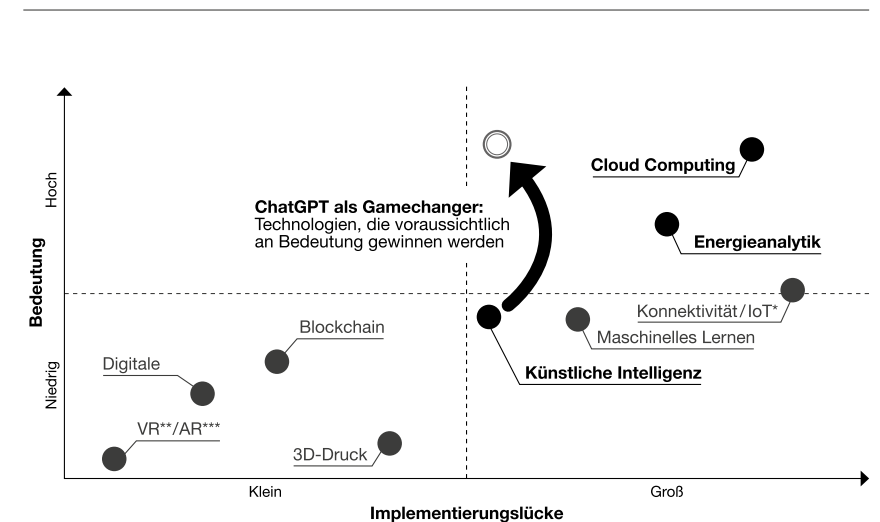 Cloud Computing
Hoch
ChatGPT als Gamechanger:
Technologien, die voraussichtlich
an Bedeutung gewinnen werden
Energieanalytik
Bedeutung
Konnektivität/IoT*
Blockchain
Maschinelles Lernen
Digitale
Künstliche Intelligenz
Niedrig
VR**/AR***
3D-Druck
Klein
Groß
Implementierungslücke